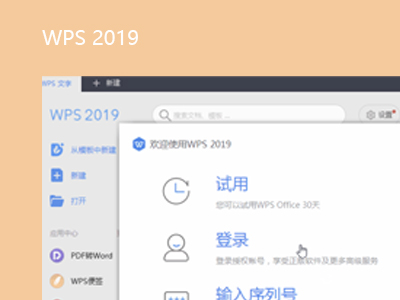 WPS 2019
WPS 文字
+ 新建
WPS 2019
搜索文档、模板 ...
设置
从模板中新建
新建
打开
应用中心
PDF转Word
WPS便签
欢迎使用WPS 2019
试用
您可以试用WPS Office 30天
登录
登录授权帐号，享受正版软件及更多高级服务
输入序列号